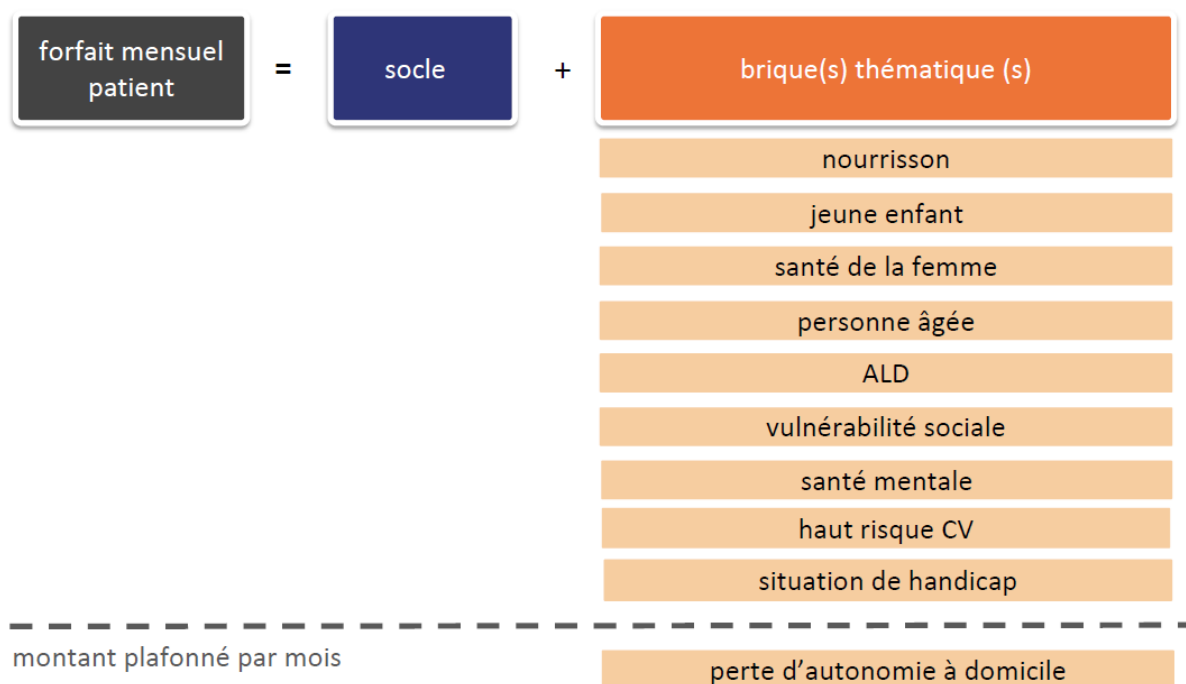 forfait mensuel
patient
=
socle
+
brique(s) thématique (s)
nourrisson
jeune enfant
santé de la femme
personne âgée
ALD
vulnérabilité sociale
santé mentale
haut risque CV
situation de handicap
montant plafonné par mois
perte d’autonomie à domicile